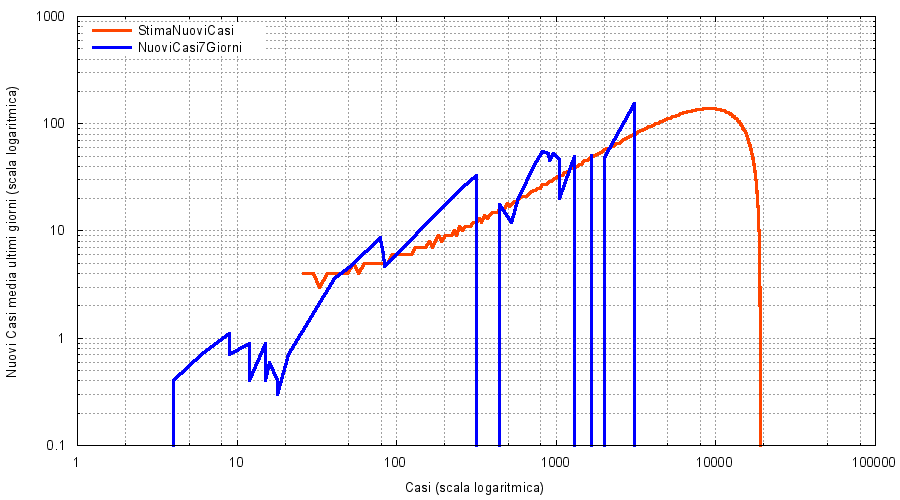 1000
100
10
1
0.1
Nuovi Casi media ultimi giorni (scala logaritmica)
StimaNuoviCasi
NuoviCasi7Giorni
1 10 100 1000 10000 100000
Casi (scala logaritmica)